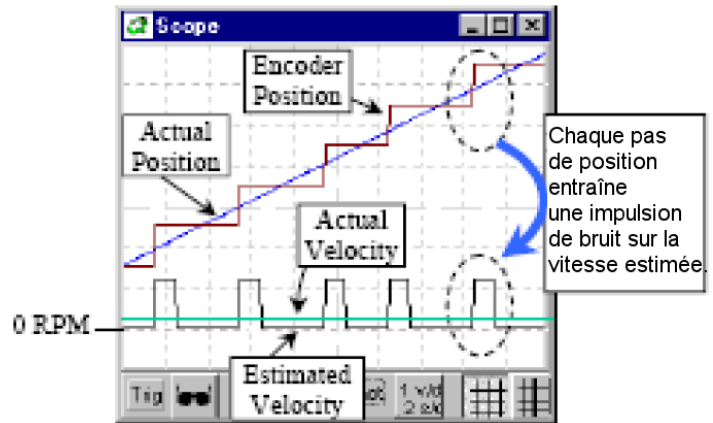 Scope
Encoder
Position
Actual
Position
Chaque pas
de position
entraîne
une impulsion
de bruit sur la
vitesse estimée.
Actual
Velocity
0 RPM
Estimated
Velocity
Trig
1 v/d
2 s/d